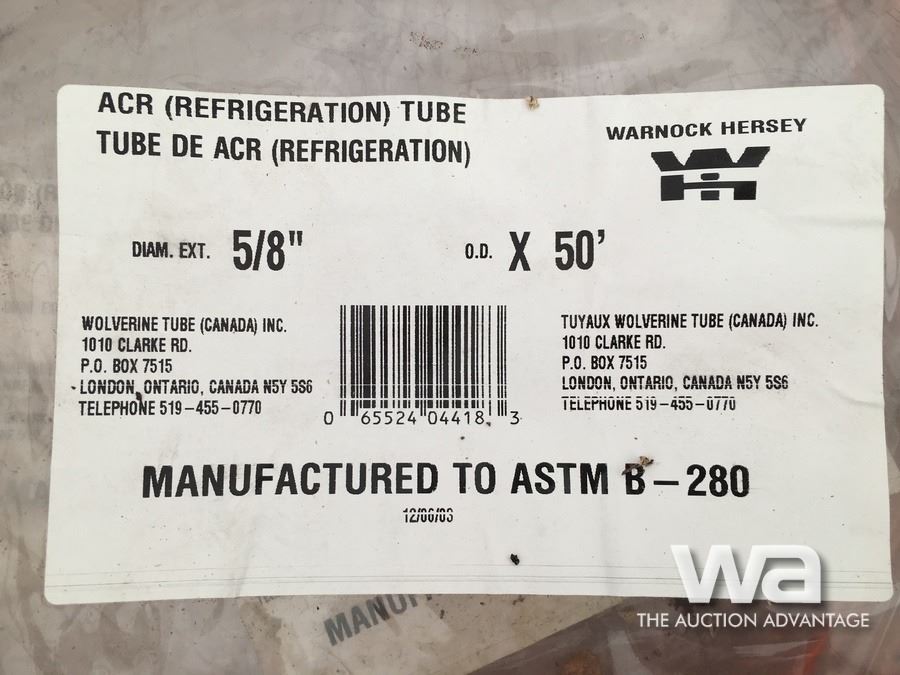 ACR (REFRIGERATION) TUBE
TUBE DE ACR (REFRIGERATION)
WARNOCK HERSEY
DIAM. EXT. 5/8" O.D. X 50'
WOLVERINE TUBE (CANADA) INC.
1010 CLARKE RD.
P.O. BOX 7515
LONDON, ONTARIO, CANADA N5Y 5S6
TELEPHONE 519-455-0770
0 65524 04418 3
TUYAUX WOLVERINE TUBE (CANADA) INC.
1010 CLARKE RD.
P.O. BOX 7515
LONDON, ONTARIO, CANADA N5Y 5S6
TELEPHONE 519-455-0770
MANUFACTURED TO ASTM B-280
wa
THE AUCTION ADVANTAGE